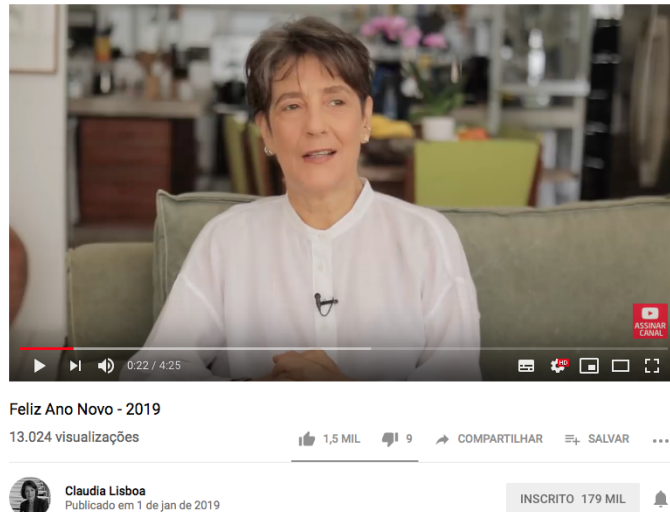 ASSINAR
CANAL
0:22 / 4:25
HD
Feliz Ano Novo - 2019
13.024 visualizações
1,5 MIL
9
COMPARTILHAR
SALVAR
Claudia Lisboa
Publicado em 1 de jan de 2019
INSCRITO 179 MIL